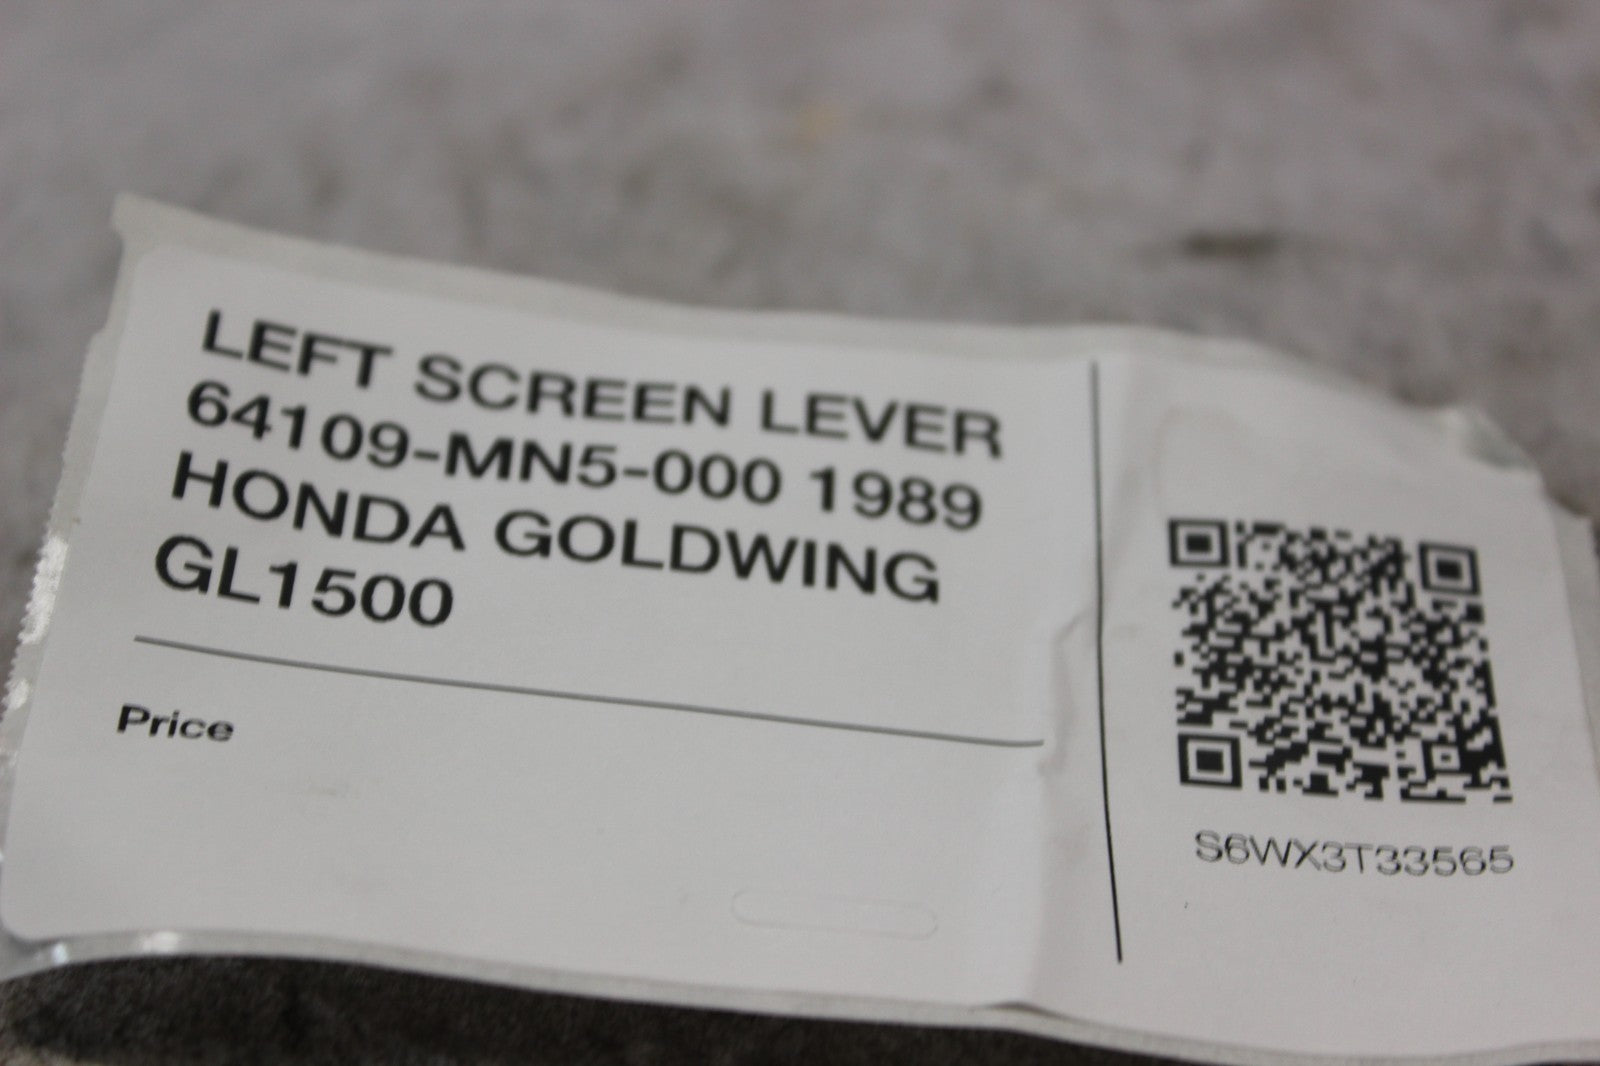 LEFT SCREEN LEVER
64109-MN5-000 1989
HONDA GOLDWING
GL1500
Price
S6WX3T33565